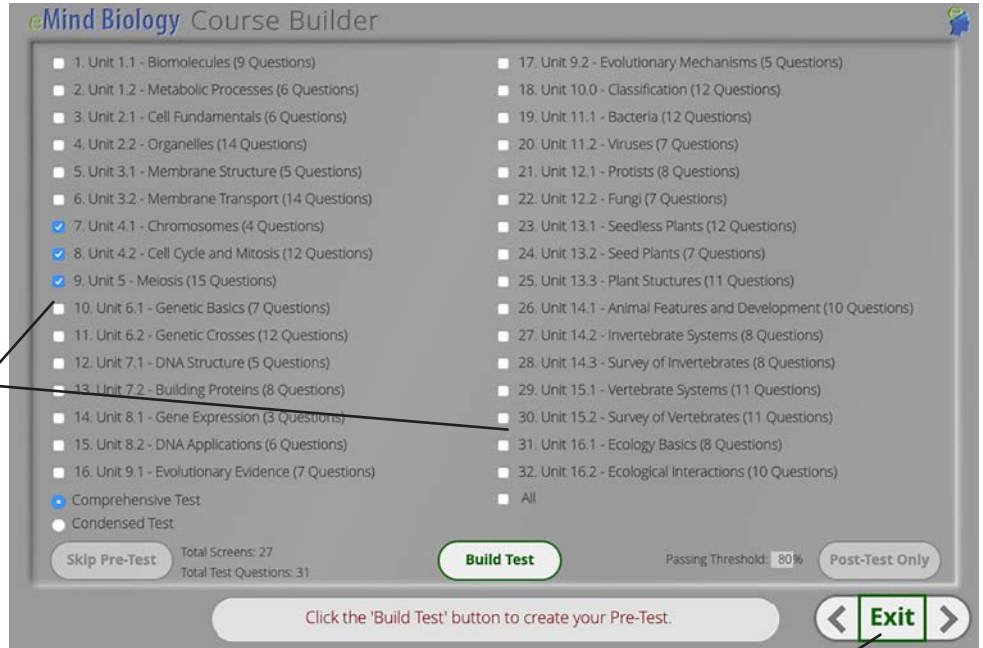 eMind Biology Course Builder
1. Unit 1.1 - Biomolecules (9 Questions)
2. Unit 1.2 - Metabolic Processes (6 Questions)
3. Unit 2.1 - Cell Fundamentals (6 Questions)
4. Unit 2.2 - Organelles (14 Questions)
5. Unit 3.1 - Membrane Structure (5 Questions)
6. Unit 3.2 - Membrane Transport (14 Questions)
7. Unit 4.1 - Chromosomes (4 Questions)
8. Unit 4.2 - Cell Cycle and Mitosis (12 Questions)
9. Unit 5 - Meiosis (15 Questions)
10. Unit 6.1 - Genetic Basics (7 Questions)
11. Unit 6.2 - Genetic Crosses (12 Questions)
12. Unit 7.1 - DNA Structure (5 Questions)
13. Unit 7.2 - Building Proteins (8 Questions)
14. Unit 8.1 - Gene Expression (3 Questions)
15. Unit 8.2 - DNA Applications (6 Questions)
16. Unit 9.1 - Evolutionary Evidence (7 Questions)
17. Unit 9.2 - Evolutionary Mechanisms (5 Questions)
18. Unit 10.0 - Classification (12 Questions)
19. Unit 11.1 - Bacteria (12 Questions)
20. Unit 11.2 - Viruses (7 Questions)
21. Unit 12.1 - Protists (8 Questions)
22. Unit 12.2 - Fungi (7 Questions)
23. Unit 13.1 - Seedless Plants (12 Questions)
24. Unit 13.2 - Seed Plants (7 Questions)
25. Unit 13.3 - Plant Stuctures (11 Questions)
26. Unit 14.1 - Animal Features and Development (10 Questions)
27. Unit 14.2 - Invertebrate Systems (8 Questions)
28. Unit 14.3 - Survey of Invertebrates (8 Questions)
29. Unit 15.1 - Vertebrate Systems (11 Questions)
30. Unit 15.2 - Survey of Vertebrates (11 Questions)
31. Unit 16.1 - Ecology Basics (8 Questions)
32. Unit 16.2 - Ecological Interactions (10 Questions)
All
Comprehensive Test
Condensed Test
Skip Pre-Test
Total Screens: 27
Total Test Questions: 31
Build Test
Passing Threshold: 80%
Post-Test Only
Click the 'Build Test' button to create your Pre-Test.
Exit